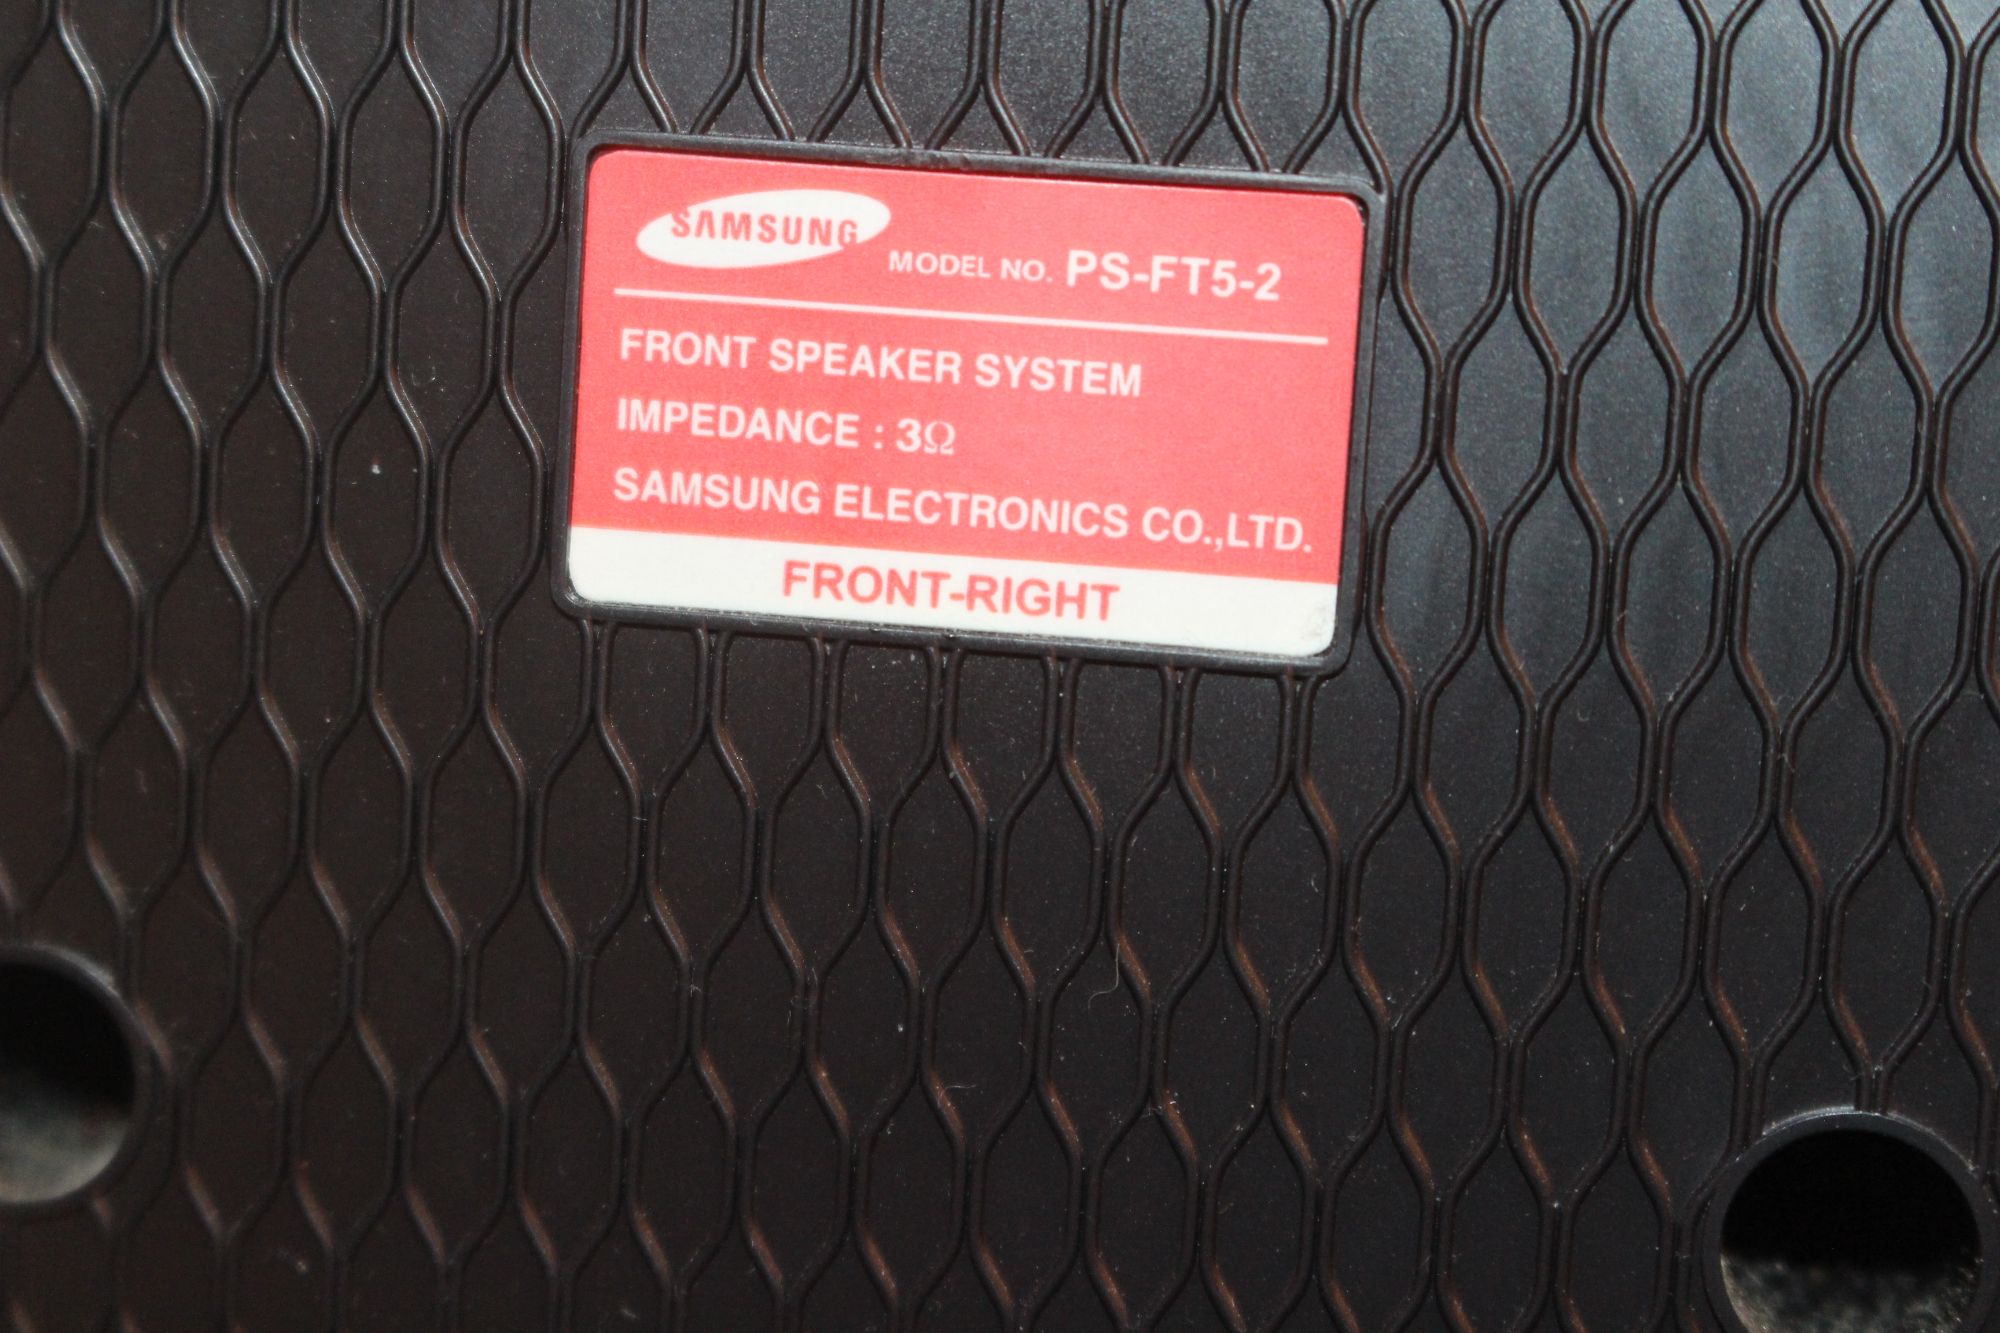 SAMSUNG MODEL NO. PS-FT5-2
FRONT SPEAKER SYSTEM
IMPEDANCE : 3Ω
SAMSUNG ELECTRONICS CO.,LTD.
FRONT-RIGHT